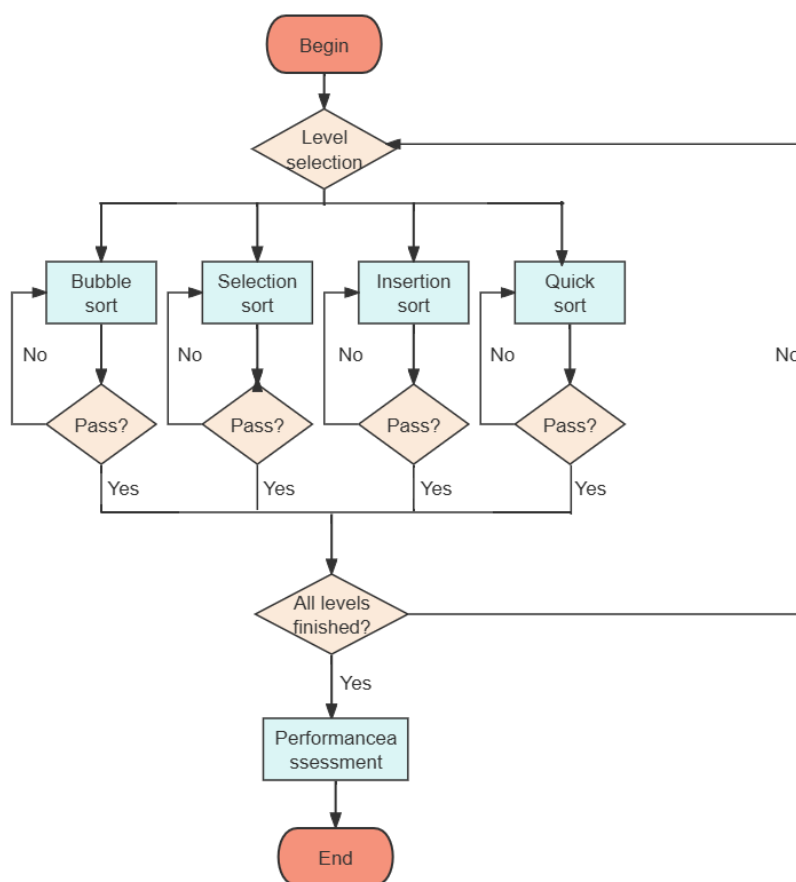 Begin
Level
selection
Bubble
sort
Selection
sort
Insertion
sort
Quick
sort
No
No
No
No
No
Pass?
Pass?
Pass?
Pass?
Yes
Yes
Yes
Yes
All levels
finished?
Yes
Performancea
ssessment
End